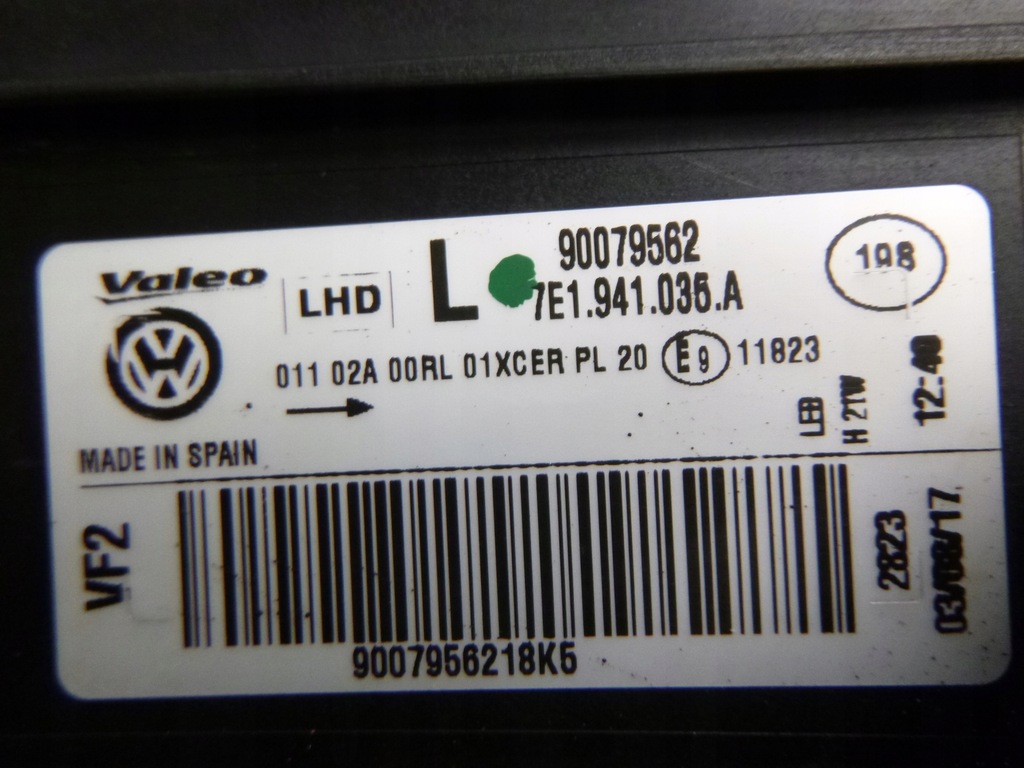 Valeo
LHD
L
90079562
7E1.941.035.A
198
011 02A 00RL 01XCER PL 20 E9 11823
LED
H 21W
12:40
MADE IN SPAIN
VF2
2823
03/08/17
9007956218K5